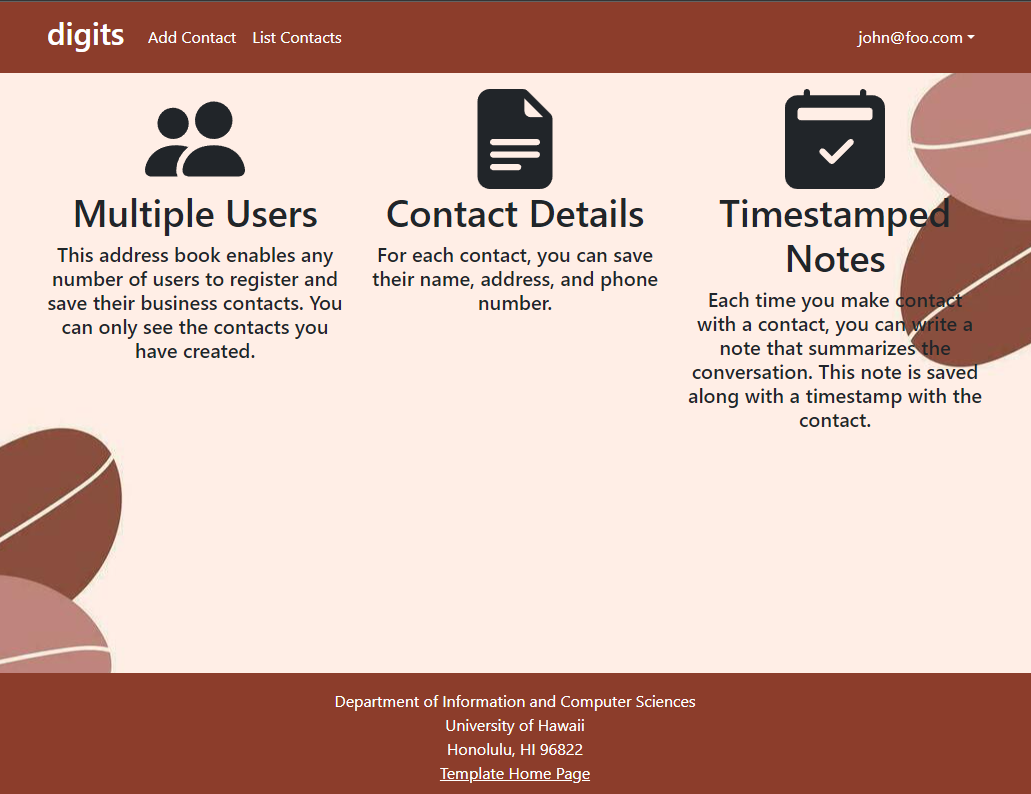 digits Add Contact List Contacts john@foo.com
Multiple Users
This address book enables any
number of users to register and
save their business contacts. You
can only see the contacts you
have created.
Contact Details
For each contact, you can save
their name, address, and phone
number.
Timestamped
Notes
Each time you make contact
with a contact, you can write a
note that summarizes the
conversation. This note is saved
along with a timestamp with the
contact.
Department of Information and Computer Sciences
University of Hawaii
Honolulu, HI 96822
Template Home Page